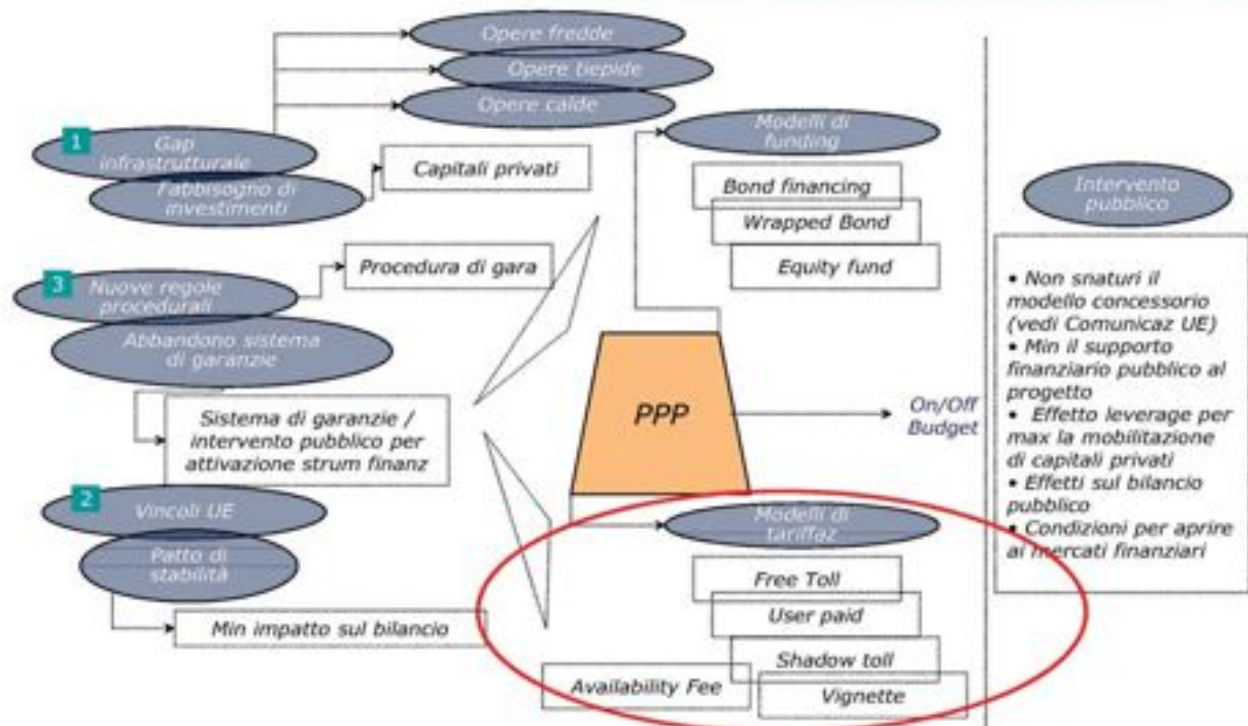 Opere fredde
Opere tiepide
Opere calde
1
Gap
infrastrutturale
Fabbisogno di
investimenti
Capitali privati
3
Nuove regole
procedurali
Procedura di gara
Abbandono sistema
di garanzie
Sistema di garanzie /
intervento pubblico per
attivazione strum finanz
2
Vincoli UE
Patto di
stabilità
Min impatto sul bilancio
Modelli di
funding
Bond financing
Wrapped Bond
Equity fund
PPP
On/Off
Budget
Modelli di
tariffaz
Free Toll
User paid
Shadow toll
Availability Fee
Vignette
Intervento
pubblico
• Non snaturi il
modello concessorio
(vedi Comunicaz UE)
• Min il supporto
finanziario pubblico al
progetto
• Effetto leverage per
max la mobilitazione
di capitali privati
• Effetti sul bilancio
pubblico
• Condizioni per aprire
ai mercati finanziari